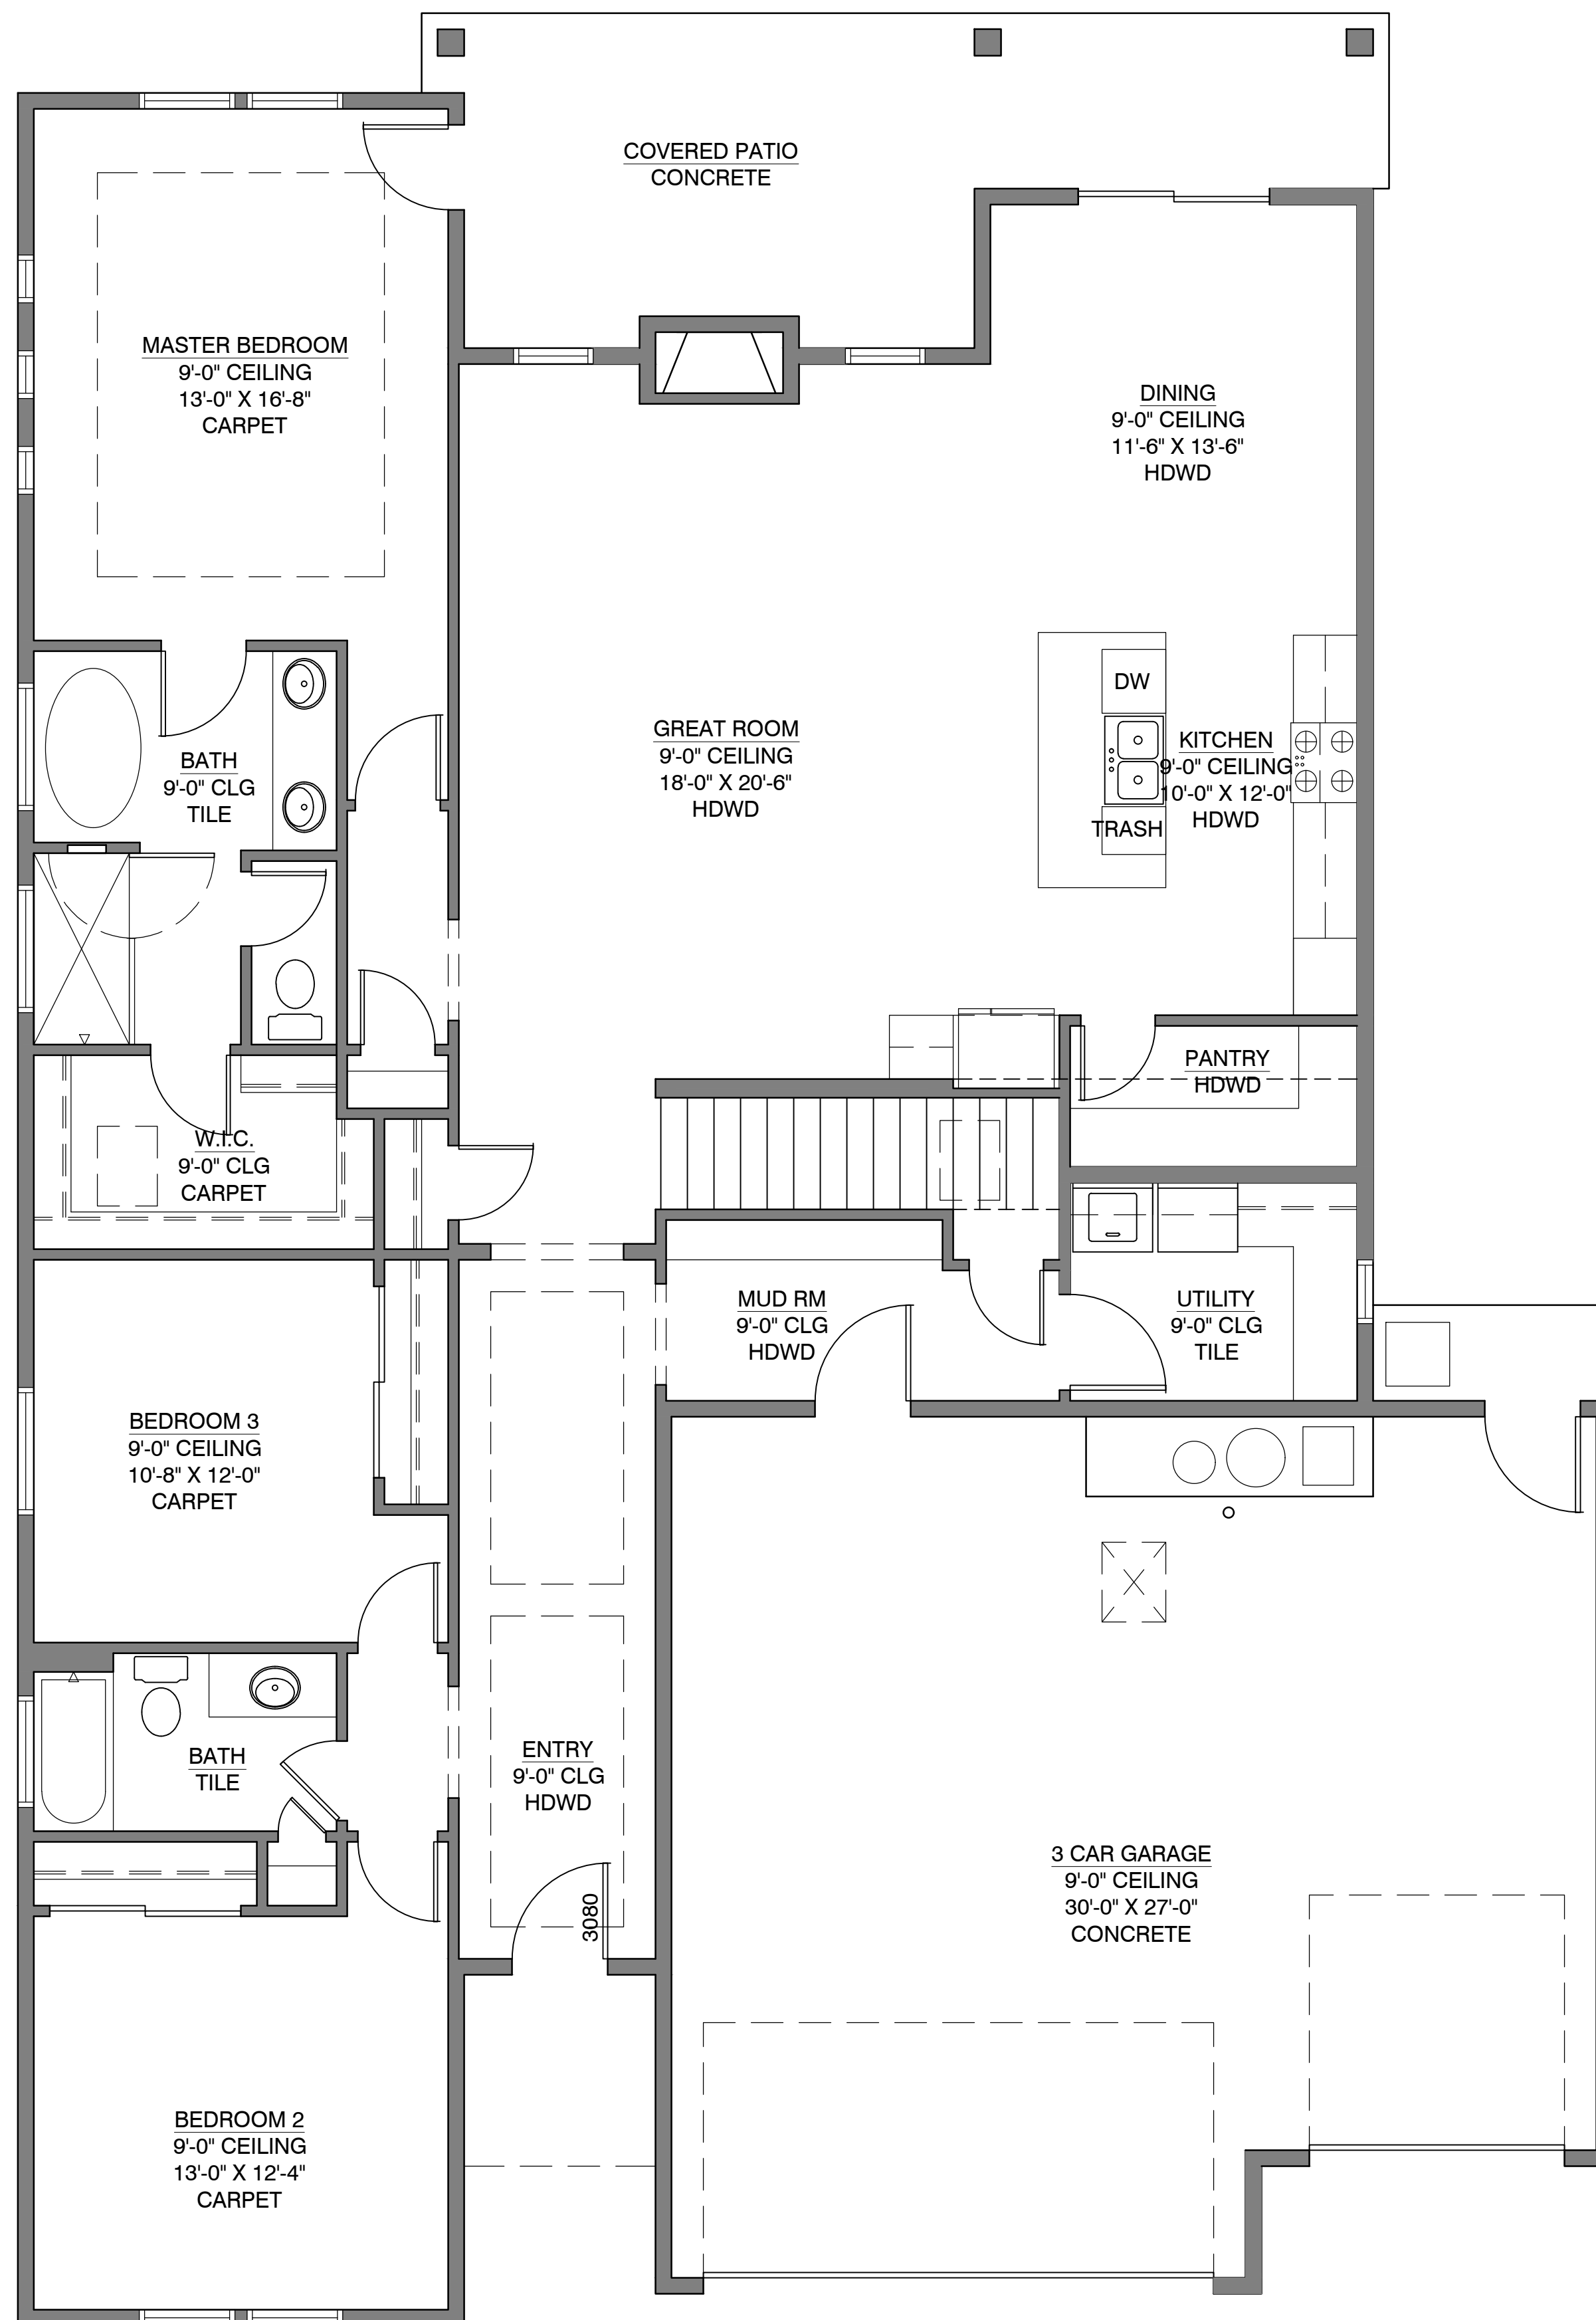 COVERED PATIO
CONCRETE
MASTER BEDROOM
9'-0" CEILING
13'-0" X 16'-8"
CARPET
DINING
9'-0" CEILING
11'-6" X 13'-6"
HDWD
DW
GREAT ROOM
9'-0" CEILING
18'-0" X 20'-6"
HDWD
KITCHEN
9'-0" CEILING
10'-0" X 12'-0"
HDWD
TRASH
BATH
9'-0" CLG
TILE
PANTRY
HDWD
W.I.C.
9'-0" CLG
CARPET
MUD RM
9'-0" CLG
HDWD
UTILITY
9'-0" CLG
TILE
BEDROOM 3
9'-0" CEILING
10'-8" X 12'-0"
CARPET
BATH
TILE
ENTRY
9'-0" CLG
HDWD
3080
3 CAR GARAGE
9'-0" CEILING
30'-0" X 27'-0"
CONCRETE
BEDROOM 2
9'-0" CEILING
13'-0" X 12'-4"
CARPET